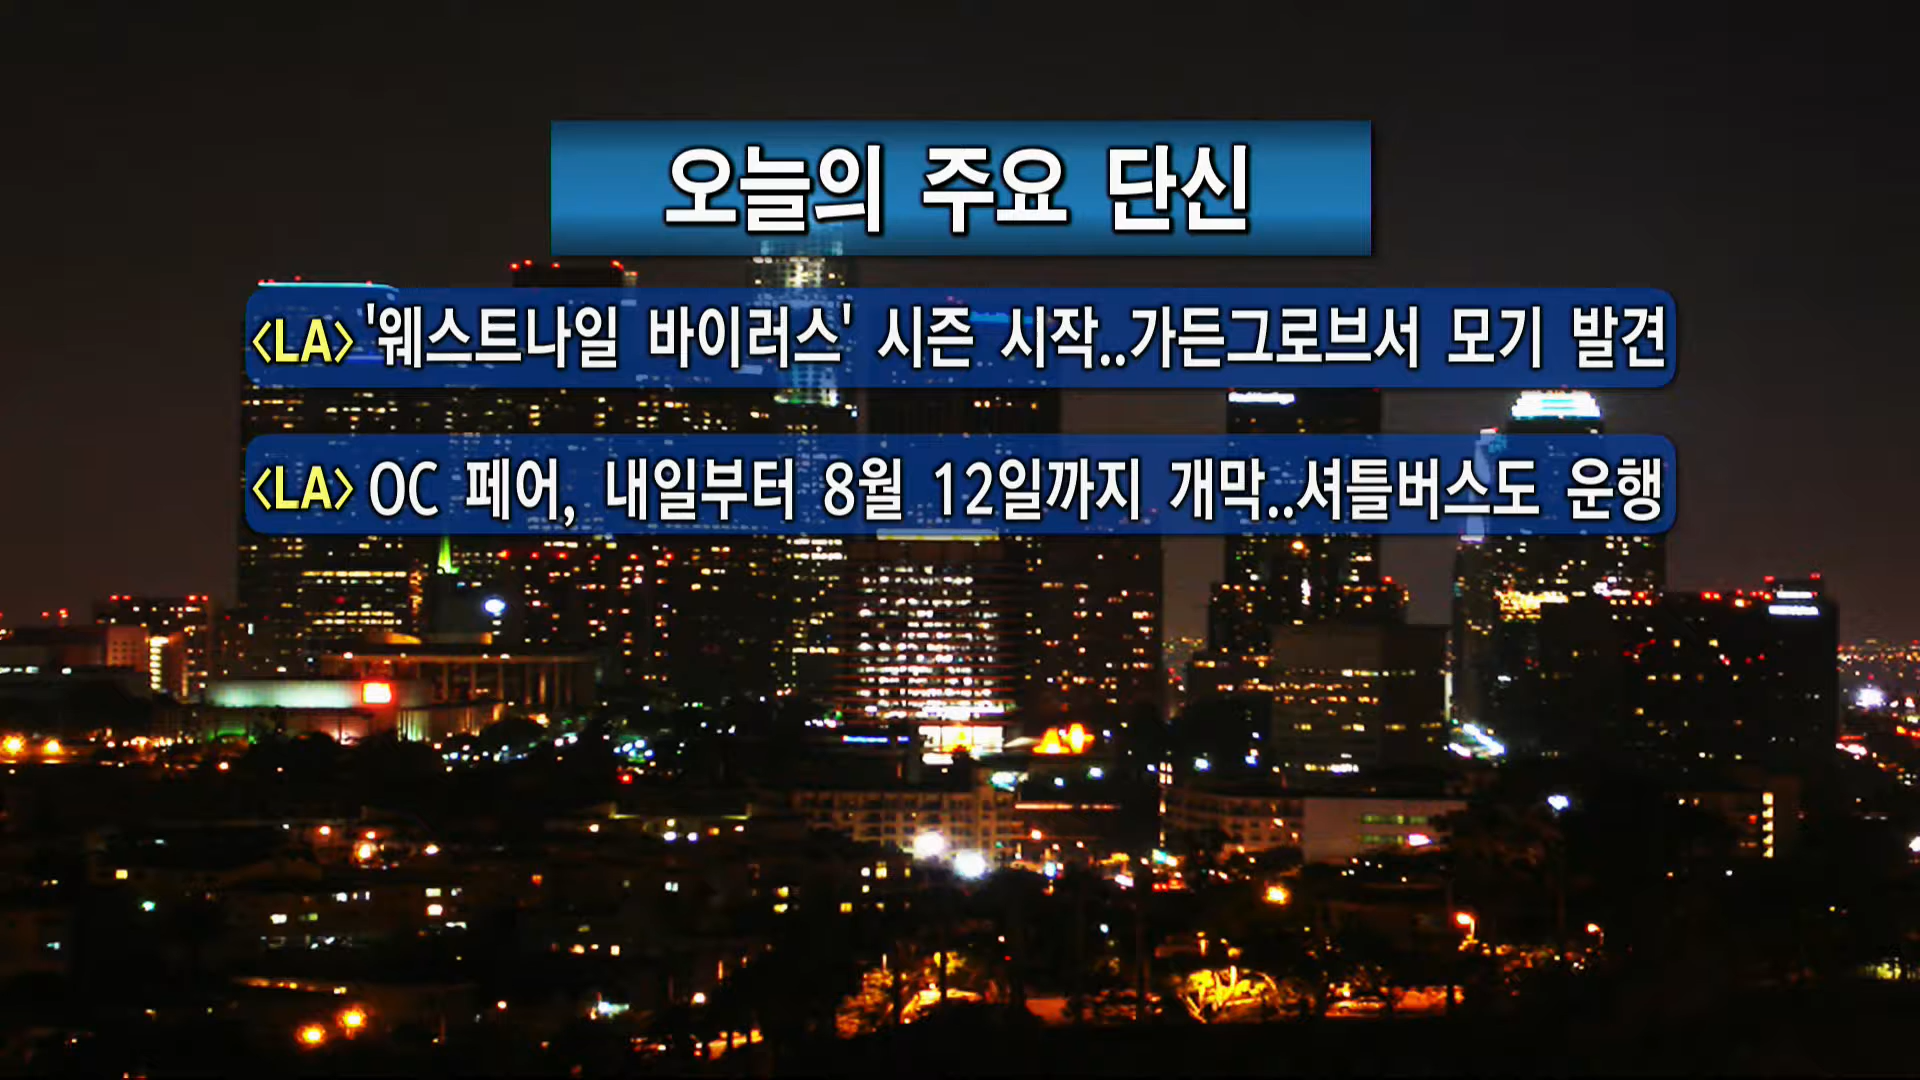 오늘의 주요 단신
<LA> '웨스트나일 바이러스' 시즌 시작..가든그로브서 모기 발견
<LA> OC 페어, 내일부터 8월 12일까지 개막..셔틀버스도 운행